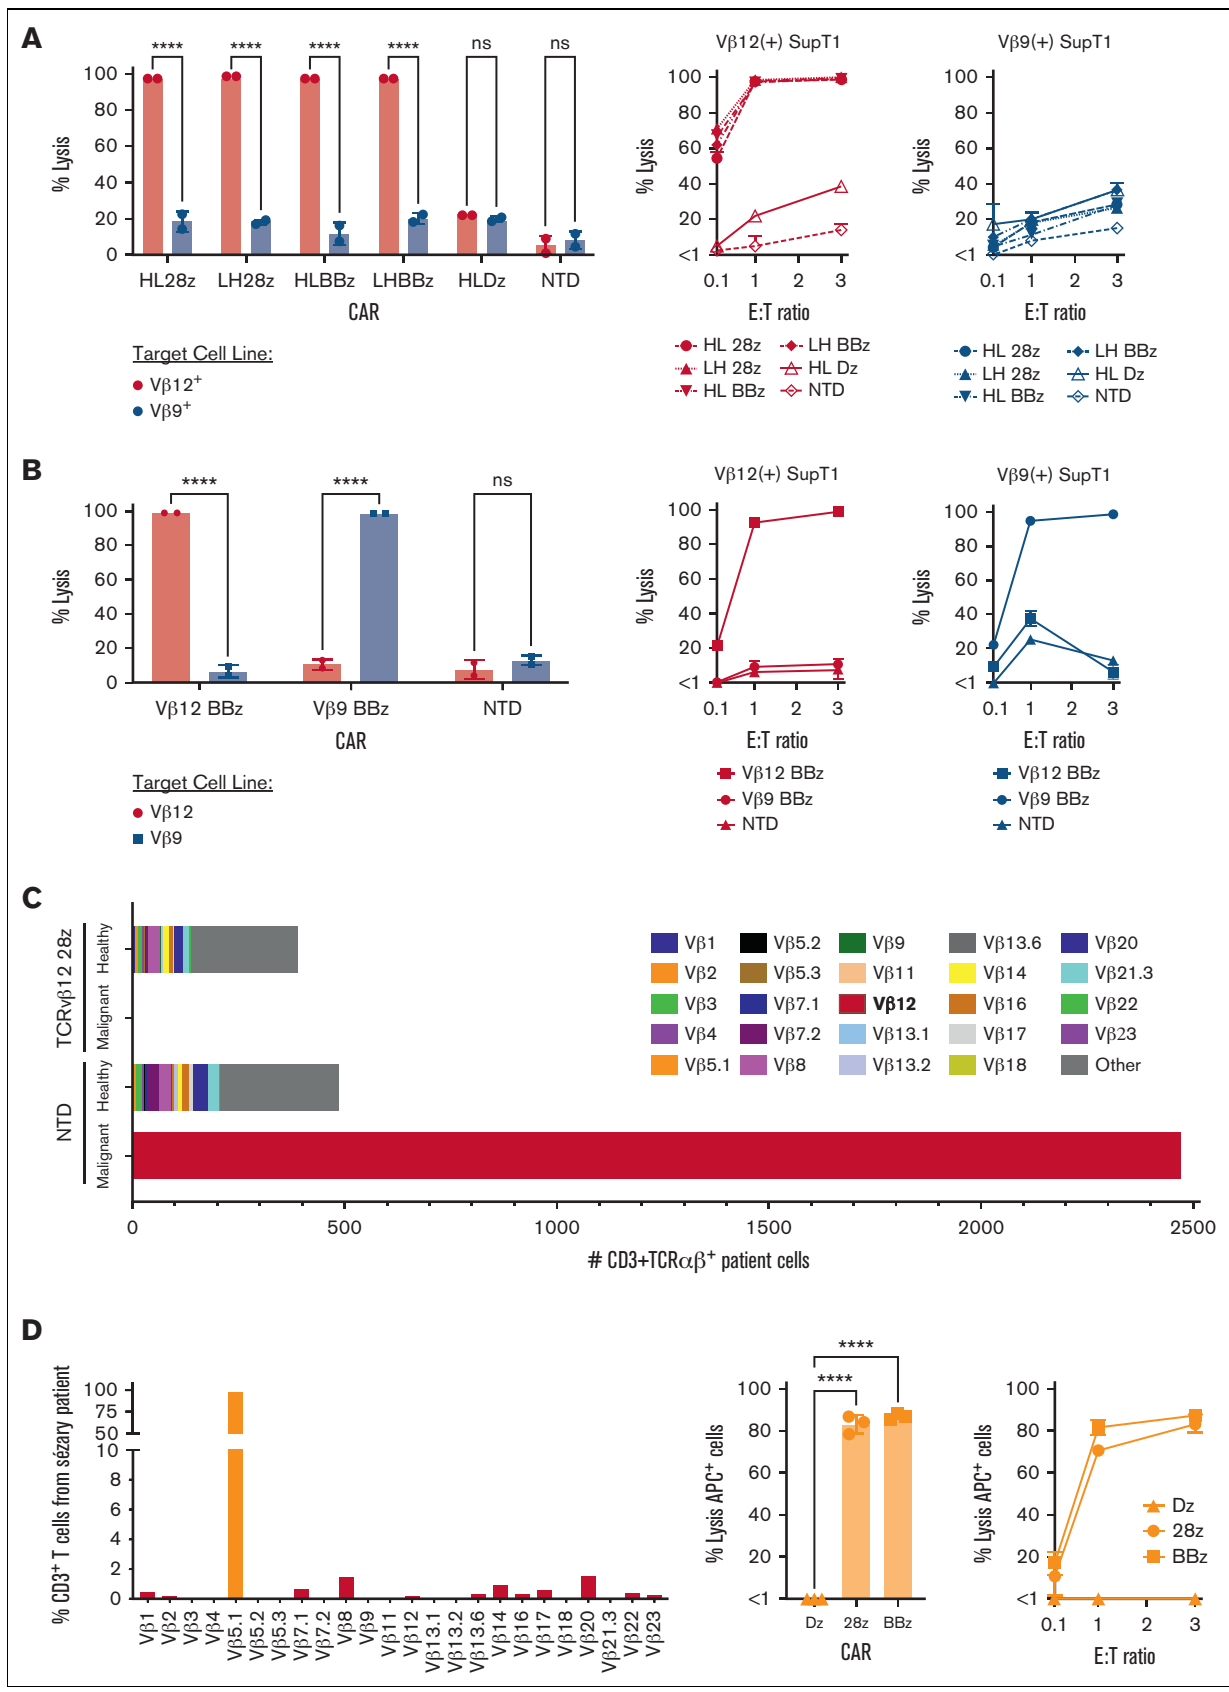 A
**** **** **** **** ns ns
% Lysis
100
80
60
40
20
0
HL28z LH28z HLBBz LHBBz HLDz NTD
CAR
Target Cell Line:
Vβ12+
Vβ9+
Vβ12(+) SupT1
% Lysis
100
80
60
40
20
<1
0.1 1 2 3
E:T ratio
HL 28z LH BBz
LH 28z HL Dz
HL BBz NTD
Vβ9(+) SupT1
% Lysis
100
80
60
40
20
<1
0.1 1 2 3
E:T ratio
HL 28z LH BBz
LH 28z HL Dz
HL BBz NTD
B
**** **** ns
% Lysis
100
80
60
40
20
0
Vβ12 BBz Vβ9 BBz NTD
CAR
Target Cell Line:
Vβ12
Vβ9
Vβ12(+) SupT1
% Lysis
100
80
60
40
20
<1
0.1 1 2 3
E:T ratio
Vβ12 BBz
Vβ9 BBz
NTD
Vβ9(+) SupT1
% Lysis
100
80
60
40
20
<1
0.1 1 2 3
E:T ratio
Vβ12 BBz
Vβ9 BBz
NTD
C
TCRvβ12 28z
Healthy
Malignant
NTD
Healthy
Malignant
Vβ1 Vβ5.2 Vβ9 Vβ13.6 Vβ20
Vβ2 Vβ5.3 Vβ11 Vβ14 Vβ21.3
Vβ3 Vβ7.1 Vβ12 Vβ16 Vβ22
Vβ4 Vβ7.2 Vβ13.1 Vβ17 Vβ23
Vβ5.1 Vβ8 Vβ13.2 Vβ18 Other
0 500 1000 1500 2000 2500
# CD3+TCRαβ+ patient cells
D
% CD3+ T cells from sézary patient
100
75
50
10
8
6
4
2
0
Vβ1 Vβ2 Vβ3 Vβ4 Vβ5.1 Vβ5.2 Vβ5.3 Vβ7.1 Vβ7.2 Vβ8 Vβ9 Vβ11 Vβ12 Vβ13.1 Vβ13.2 Vβ13.6 Vβ14 Vβ16 Vβ17 Vβ18 Vβ20 Vβ21.3 Vβ22 Vβ23
****
****
% Lysis APC+ cells
100
80
60
40
20
<1
Dz 28z BBz
CAR
% Lysis APC+ cells
100
80
60
40
20
<1
Dz
28z
BBz
0.1 1 2 3
E:T ratio